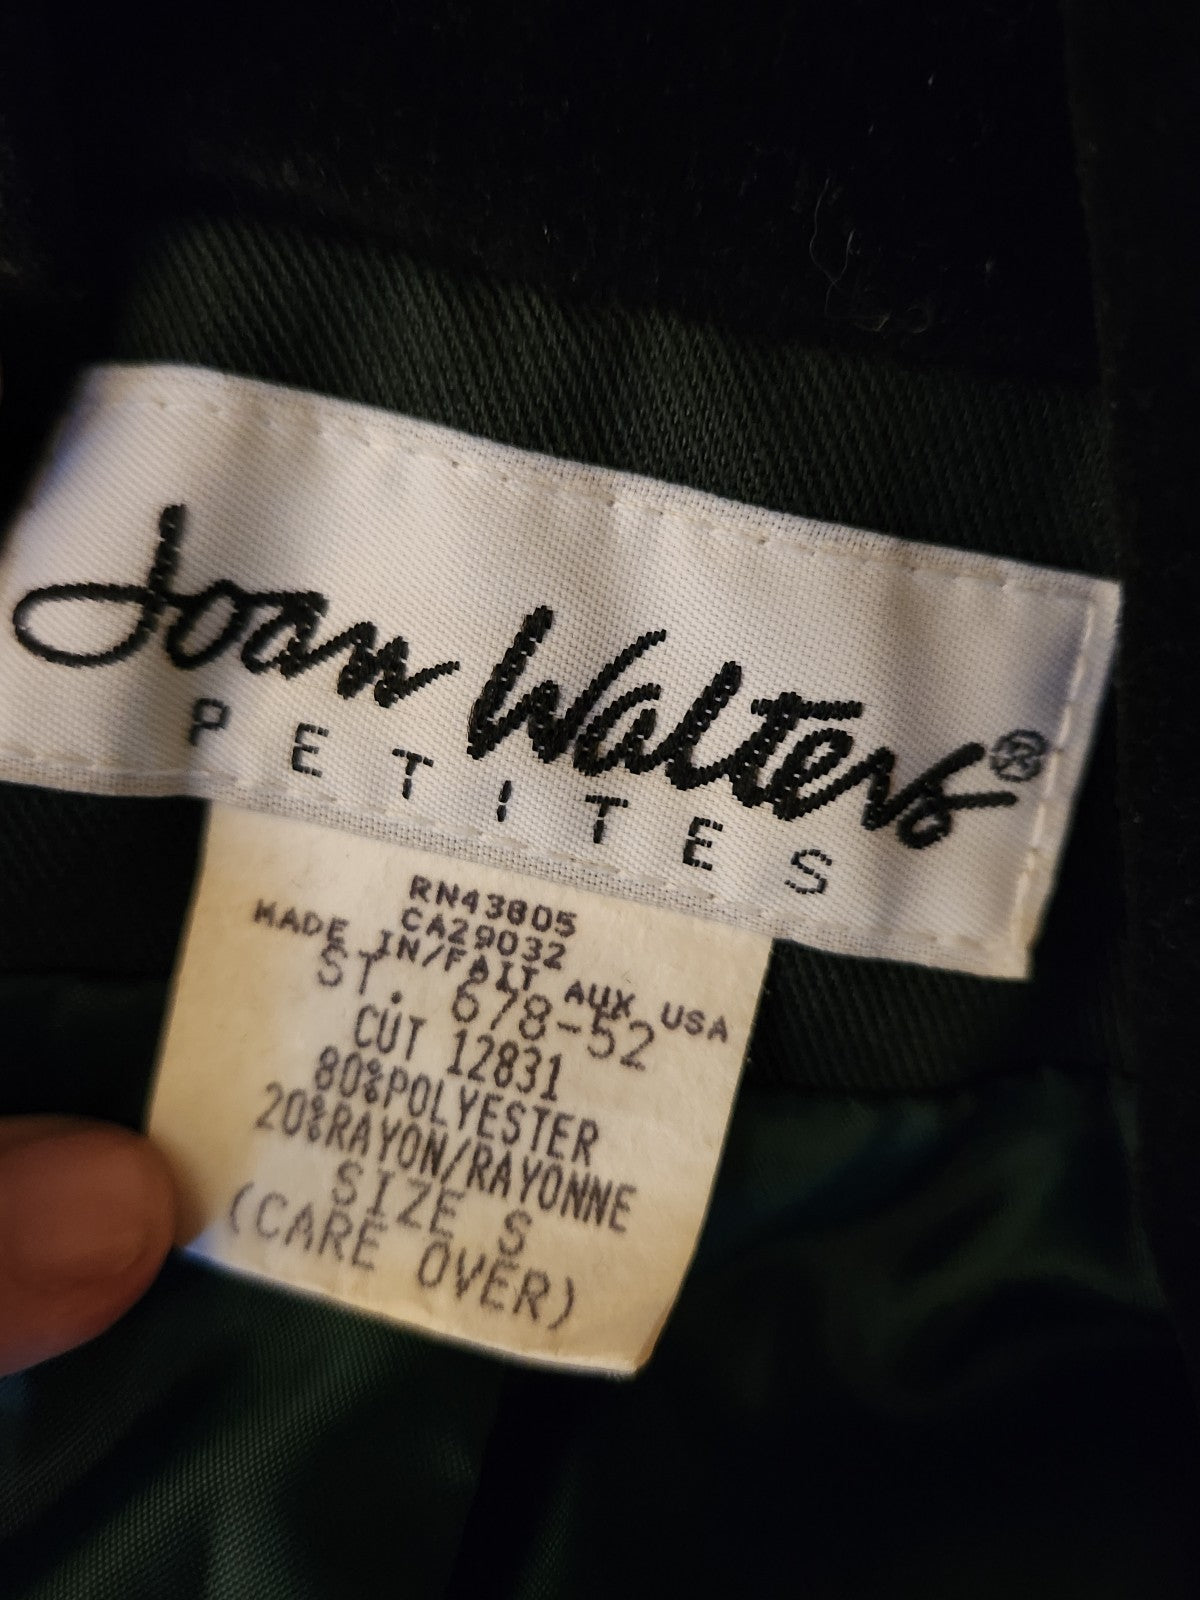 Joan Walters®
PETITES
RN43805
CA29032
MADE IN/FAIT AUX USA
ST. 678-52
CUT 12831
80%POLYESTER
20%RAYON/RAYONNE
SIZE S
(CARE OVER)